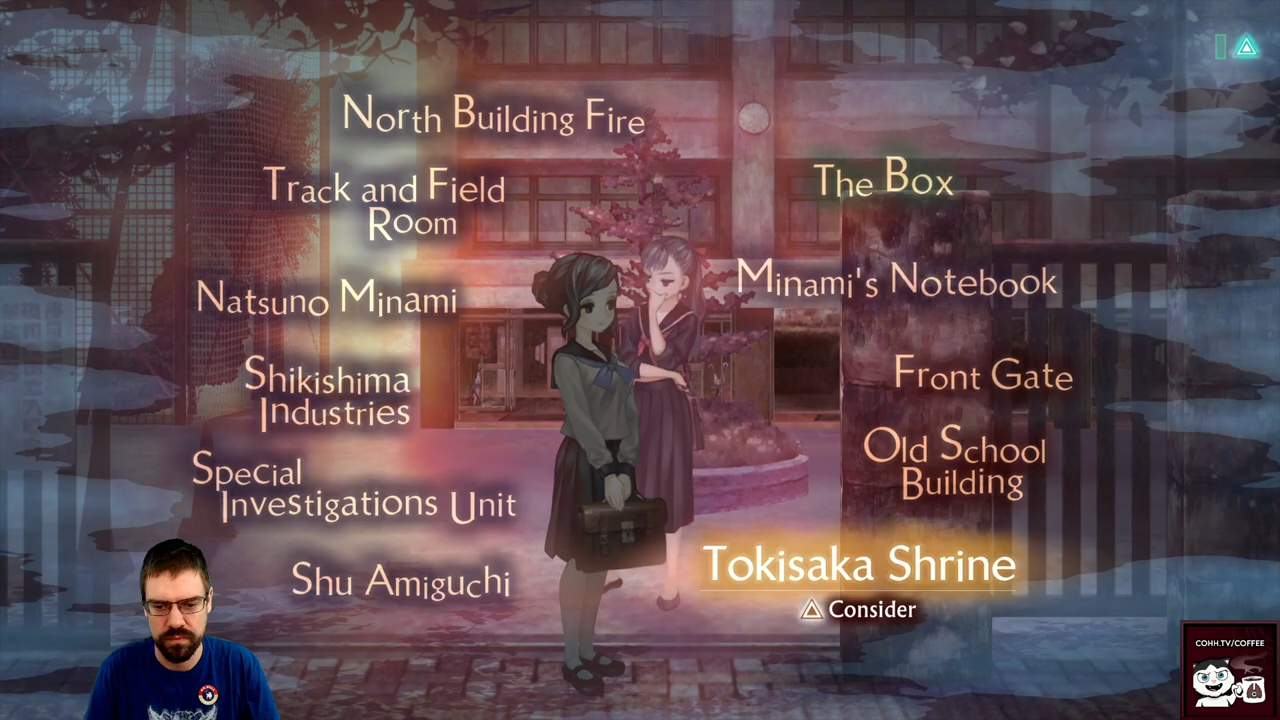 North Building Fire
Track and Field
Room
Natsuno Minami
Shikishima
Industries
Special
Investigations Unit
Shu Amiguchi
The Box
Minami's Notebook
Front Gate
Old School
Building
Tokisaka Shrine
Consider
COHH.TV/COFFEE